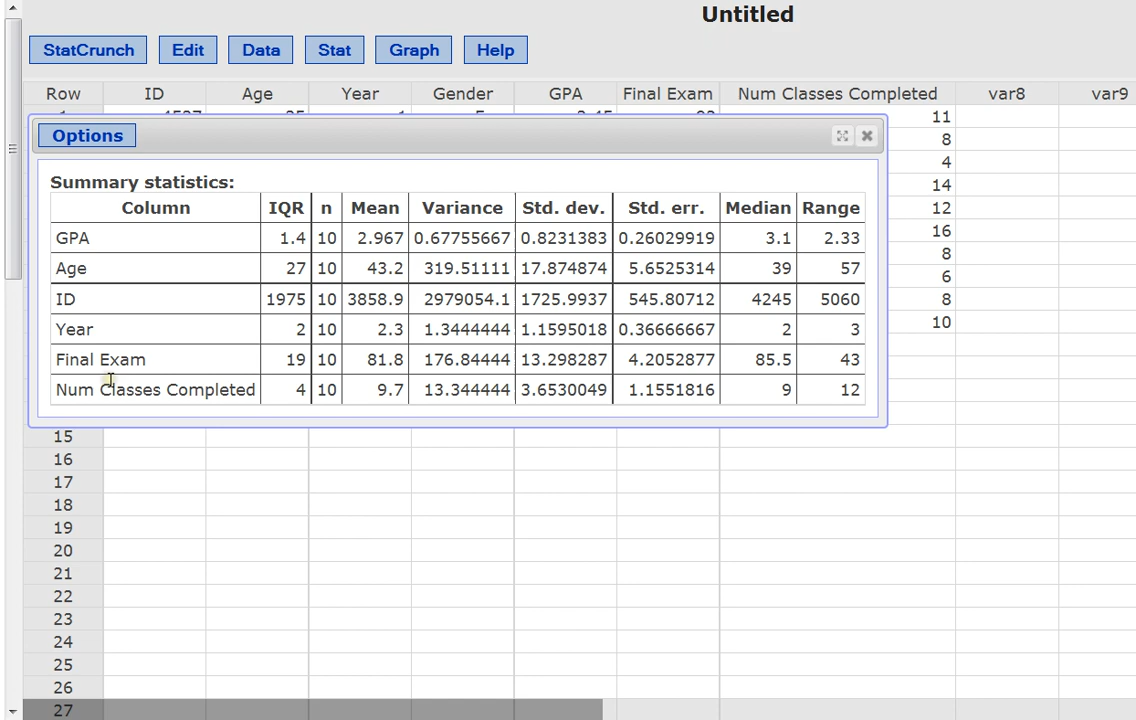 Untitled
StatCrunch Edit Data Stat Graph Help
Row ID Age Year Gender GPA Final Exam Num Classes Completed var8 var9
11
Options
8
4
Summary statistics:
14
Column IQR n Mean Variance Std. dev. Std. err. Median Range
12
GPA 1.4 10 2.967 0.67755667 0.8231383 0.26029919 3.1 2.33
16
8
Age 27 10 43.2 319.51111 17.874874 5.6525314 39 57
6
ID 1975 10 3858.9 2979054.1 1725.9937 545.80712 4245 5060
8
Year 2 10 2.3 1.3444444 1.1595018 0.36666667 2 3
10
Final Exam 19 10 81.8 176.84444 13.298287 4.2052877 85.5 43
Num Classes Completed 4 10 9.7 13.344444 3.6530049 1.1551816 9 12
15
16
17
18
19
20
21
22
23
24
25
26
27